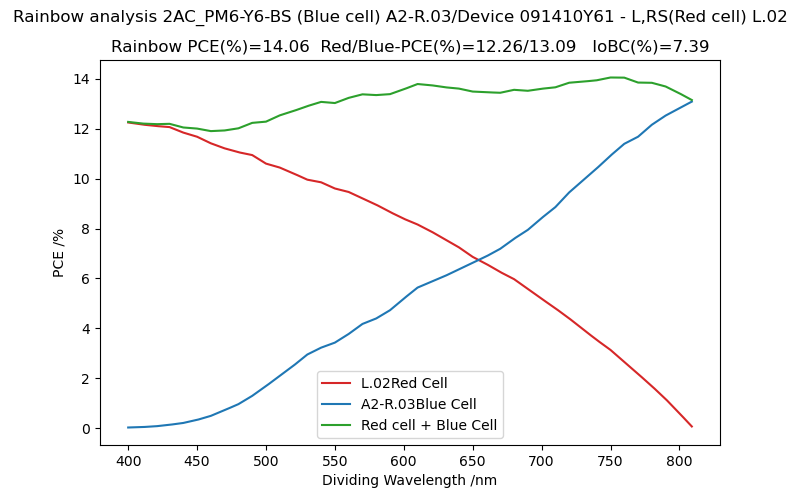 Rainbow analysis 2AC_PM6-Y6-BS (Blue cell) A2-R.03/Device 091410Y61 - L,RS(Red cell) L.02
Rainbow PCE(%)=14.06  Red/Blue-PCE(%)=12.26/13.09   IoBC(%)=7.39
14
12
10
8
6
4
2
0
PCE /%
L.02Red Cell
A2-R.03Blue Cell
Red cell + Blue Cell
400 450 500 550 600 650 700 750 800
Dividing Wavelength /nm